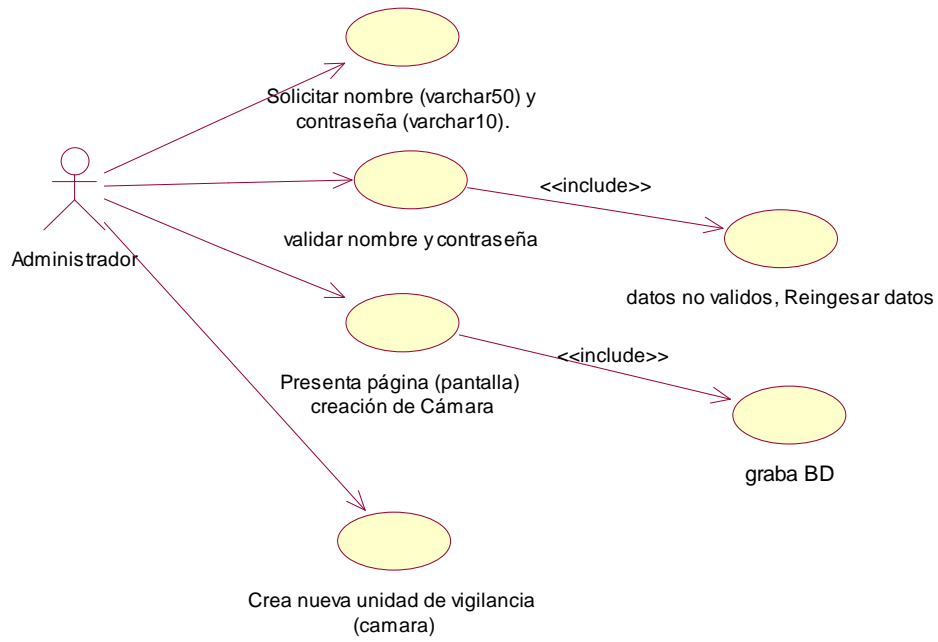 Solicitar nombre (varchar50) y
contraseña (varchar10).
<<include>>
validar nombre y contraseña
Administrador
datos no validos, Reingesar datos
<<include>>
Presenta página (pantalla)
creación de Cámara
graba BD
Crea nueva unidad de vigilancia
(camara)